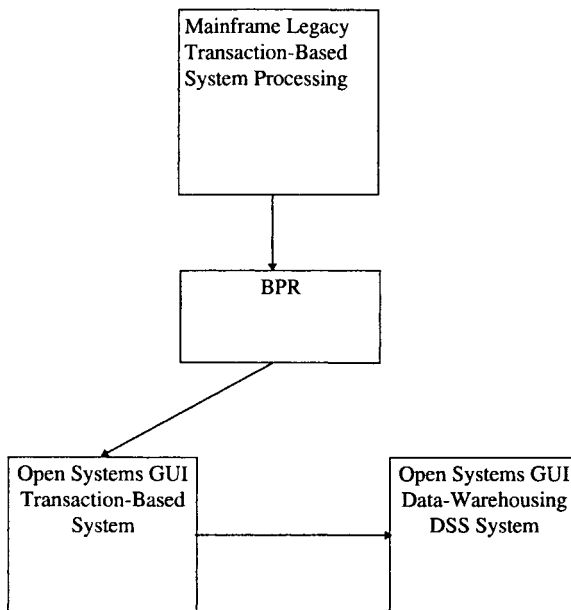 Mainframe Legacy
Transaction-Based
System Processing
BPR
Open Systems GUI
Transaction-Based
System
Open Systems GUI
Data-Warehousing
DSS System